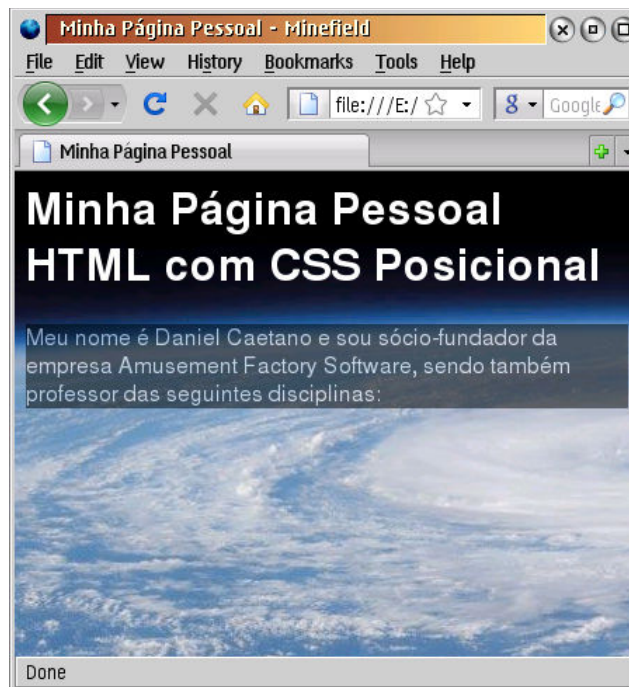 Minha Página Pessoal - Minefield
File Edit View History Bookmarks Tools Help
file:///E:/ Google
Minha Página Pessoal
Minha Página Pessoal
HTML com CSS Posicional
Meu nome é Daniel Caetano e sou sócio-fundador da
empresa Amusement Factory Software, sendo também
professor das seguintes disciplinas:
Done